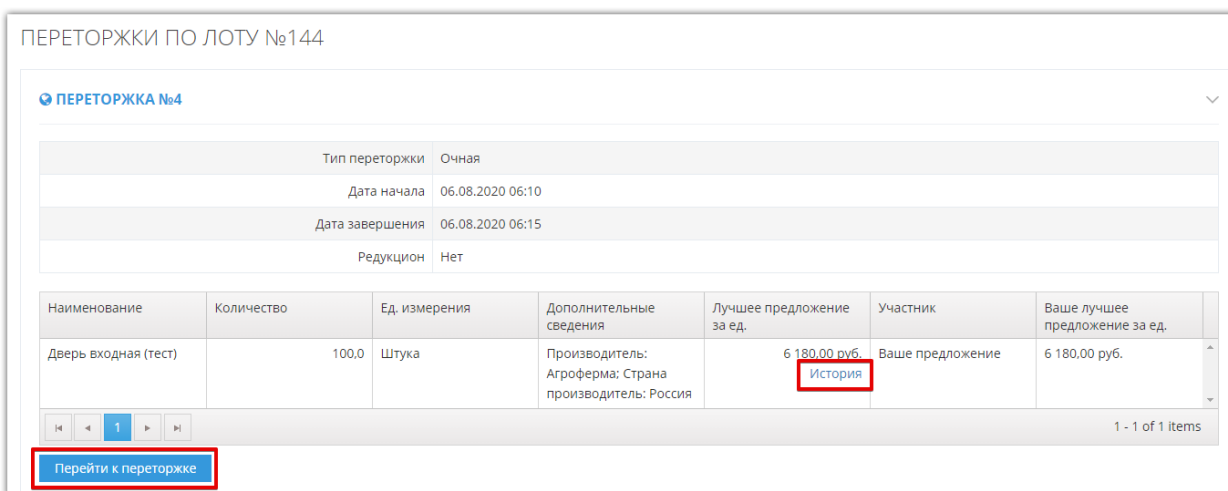 ПЕРЕТОРЖКИ ПО ЛОТУ №144
ПЕРЕТОРЖКА №4
Тип переторжки Очная
Дата начала 06.08.2020 06:10
Дата завершения 06.08.2020 06:15
Редукцион Нет
Наименование Количество Ед. измерения Дополнительные сведения Лучшее предложение за ед. Участник Ваше лучшее предложение за ед.
Дверь входная (тест) 100,0 Штука Производитель: Агроферма; Страна производитель: Россия 6 180,00 руб. История Ваше предложение 6 180,00 руб.
1 1 - 1 of 1 items
Перейти к переторжке